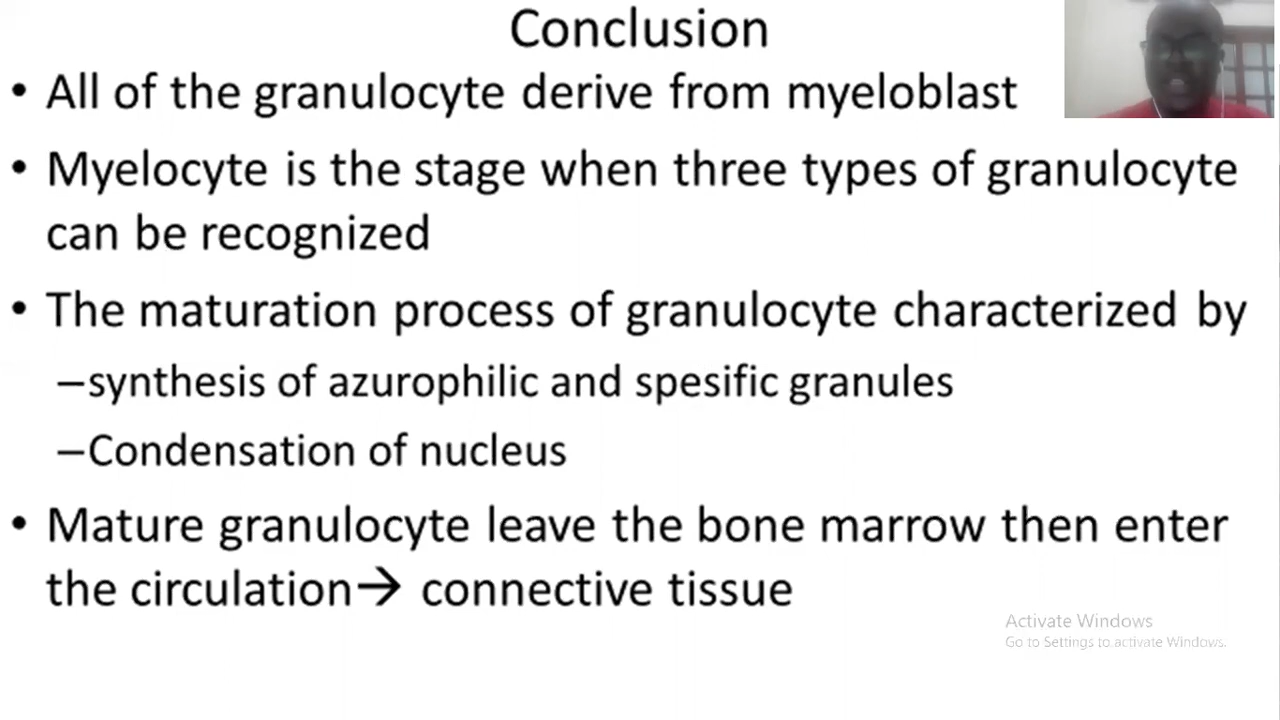 Conclusion
• All of the granulocyte derive from myeloblast
• Myelocyte is the stage when three types of granulocyte
can be recognized
• The maturation process of granulocyte characterized by
–synthesis of azurophilic and spesific granules
–Condensation of nucleus
• Mature granulocyte leave the bone marrow then enter
the circulation→ connective tissue
Activate Windows
Go to Settings to activate Windows.